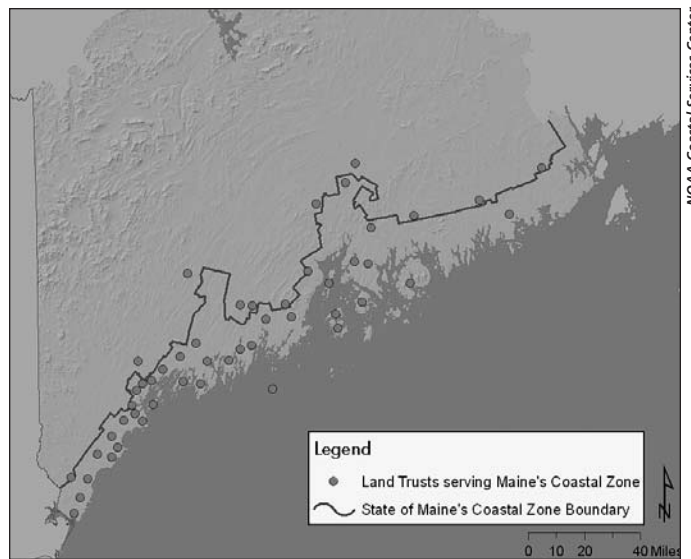 NOAA Coastal Services Center
Legend
Land Trusts serving Maine's Coastal Zone
State of Maine's Coastal Zone Boundary
N
0 10 20 40 Miles